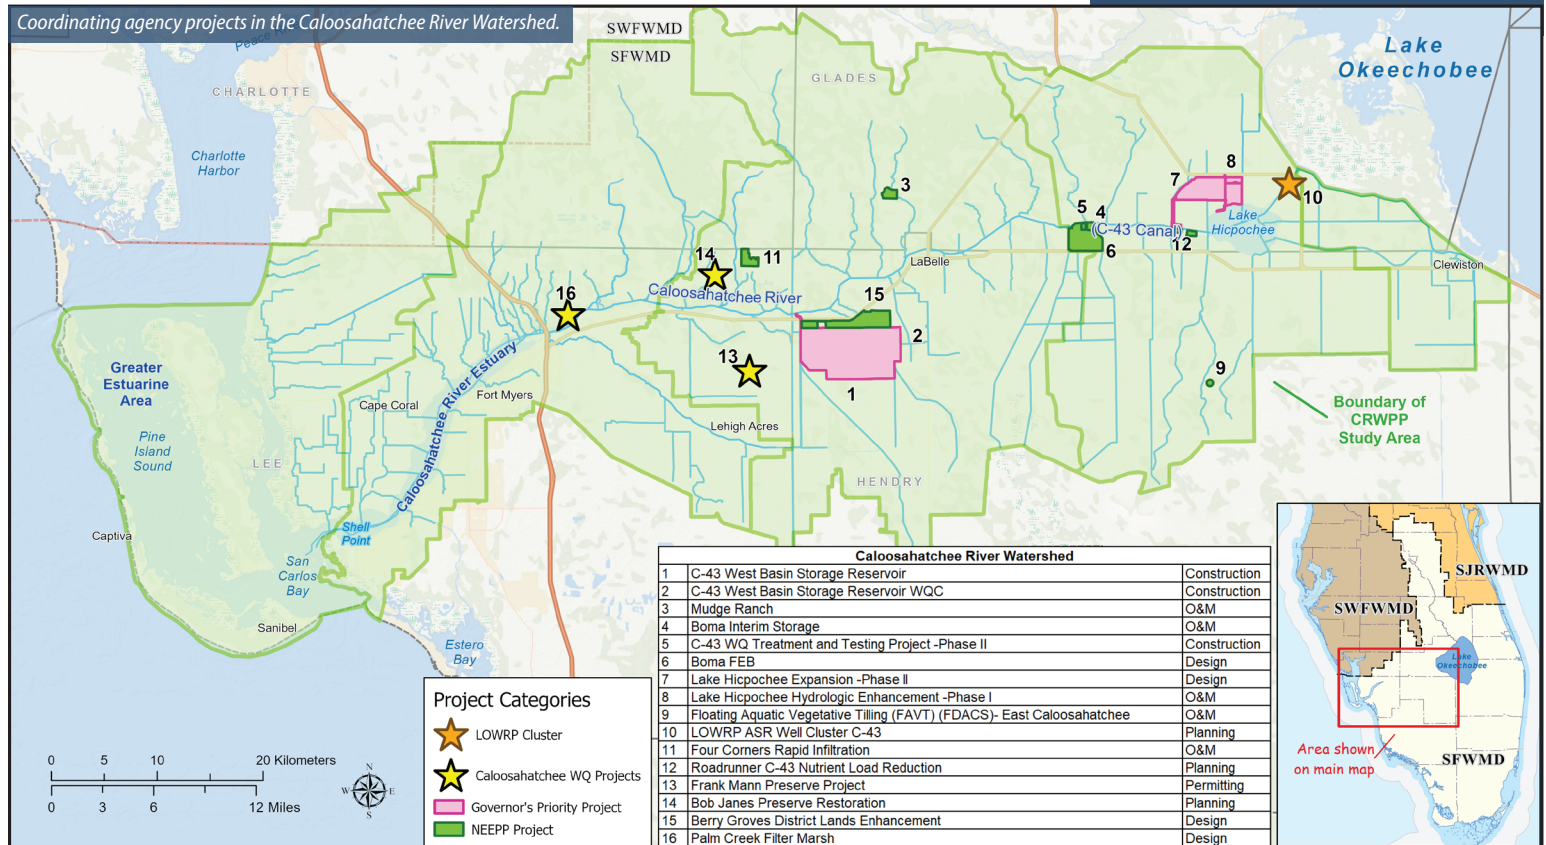 Coordinating agency projects in the Caloosahatchee River Watershed.
SWFWMD
SFWMD
Lake
Okeechobee
GLADES
CHARLOTTE
Charlotte
Harbor
8
7
3
10
5
4
Lake
Hicpochee
(C-43 Canal)
12
6
14
11
LaBelle
Clewiston
16
Caloosahatchee River
15
2
13
1
9
Greater
Estuarine
Area
Caloosahatchee River Estuary
Cape Coral
Fort Myers
Lehigh Acres
Boundary of
CRWPP
Study Area
Pine
Island
Sound
LEE
HENDRY
Captiva
Shell
Point
San
Carlos
Bay
Sanibel
Estero
Bay
Caloosahatchee River Watershed
1 C-43 West Basin Storage Reservoir Construction
2 C-43 West Basin Storage Reservoir WQC Construction
3 Mudge Ranch O&M
4 Boma Interim Storage O&M
5 C-43 WQ Treatment and Testing Project -Phase II Construction
6 Boma FEB Design
7 Lake Hicpochee Expansion -Phase II Design
8 Lake Hicpochee Hydrologic Enhancement -Phase I O&M
9 Floating Aquatic Vegetative Tilling (FAVT) (FDACS)- East Caloosahatchee O&M
10 LOWRP ASR Well Cluster C-43 Planning
11 Four Corners Rapid Infiltration O&M
12 Roadrunner C-43 Nutrient Load Reduction Planning
13 Frank Mann Preserve Project Permitting
14 Bob Janes Preserve Restoration Planning
15 Berry Groves District Lands Enhancement Design
16 Palm Creek Filter Marsh Design
Project Categories
LOWRP Cluster
Caloosahatchee WQ Projects
Governor's Priority Project
NEEPP Project
0 5 10 20 Kilometers
0 3 6 12 Miles
N
W E
S
SJRWMD
SWFWMD
Lake
Okeechobee
Area shown
on main map
SFWMD